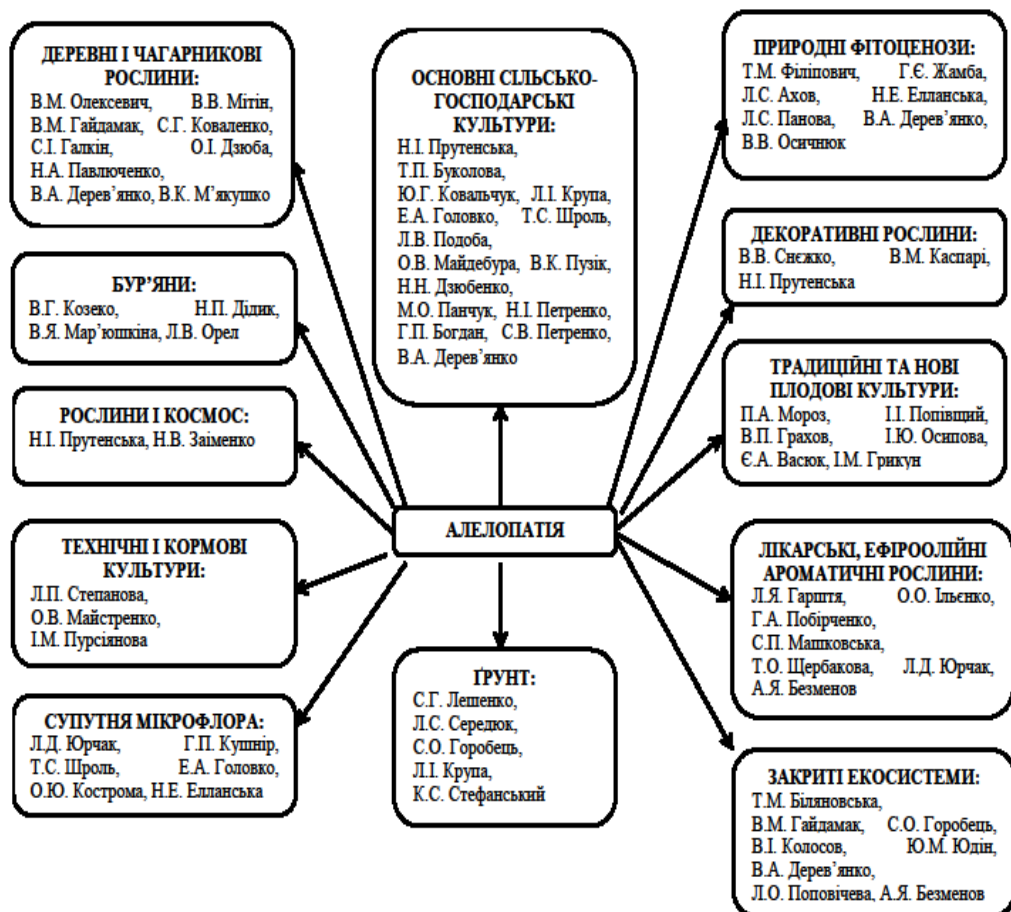 ДЕРЕВНІ І ЧАГАРНИКОВІ
РОСЛИНИ:
В.М. Олексевич, В.В. Мітін,
В.М. Гайдамак, С.Г. Коваленко,
С.І. Галкін, О.І. Дзюба,
Н.А. Павлюченко,
В.А. Дерев’янко, В.К. М’якушко
БУР’ЯНИ:
В.Г. Козеко, Н.П. Дідик,
В.Я. Мар’юшкіна, Л.В. Орел
РОСЛИНИ І КОСМОС:
Н.І. Прутенська, Н.В. Заіменко
ТЕХНІЧНІ І КОРМОВІ
КУЛЬТУРИ:
Л.П. Степанова,
О.В. Майстренко,
І.М. Пурсіянова
СУПУТНЯ МІКРОФЛОРА:
Л.Д. Юрчак, Г.П. Кушнір,
Т.С. Шроль, Е.А. Головко,
О.Ю. Кострома, Н.Е. Елланська
ОСНОВНІ СІЛЬСЬКО-
ГОСПОДАРСЬКІ
КУЛЬТУРИ:
Н.І. Прутенська,
Т.П. Буколова,
Ю.Г. Ковальчук, Л.І. Крупа,
Е.А. Головко, Т.С. Шроль,
Л.В. Подоба,
О.В. Майдебура, В.К. Пузік,
Н.Н. Дзюбенко,
М.О. Панчук, Н.І. Петренко,
Г.П. Богдан, С.В. Петренко,
В.А. Дерев’янко
АЛЕЛОПАТІЯ
ҐРУНТ:
С.Г. Лешенко,
Л.С. Середюк,
С.О. Горобець,
Л.І. Крупа,
К.С. Стефанський
ПРИРОДНІ ФІТОЦЕНОЗИ:
Т.М. Філіпович, Г.Є. Жамба,
Л.С. Ахов, Н.Е. Елланська,
Л.С. Панова, В.А. Дерев’янко,
В.В. Осичнюк
ДЕКОРАТИВНІ РОСЛИНИ:
В.В. Снєжко, В.М. Каспарі,
Н.І. Прутенська
ТРАДИЦІЙНІ ТА НОВІ
ПЛОДОВІ КУЛЬТУРИ:
П.А. Мороз, І.І. Попівщий,
В.П. Грахов, І.Ю. Осипова,
Є.А. Васюк, І.М. Грикун
ЛІКАРСЬКІ, ЕФІРООЛІЙНІ
АРОМАТИЧНІ РОСЛИНИ:
Л.Я. Гарштя, О.О. Ільєнко,
Г.А. Побірченко,
С.П. Машковська,
Т.О. Щербакова, Л.Д. Юрчак,
А.Я. Безменов
ЗАКРИТІ ЕКОСИСТЕМИ:
Т.М. Біляновська,
В.М. Гайдамак, С.О. Горобець,
В.І. Колосов, Ю.М. Юдін,
В.А. Дерев’янко,
Л.О. Поповічева, А.Я. Безменов